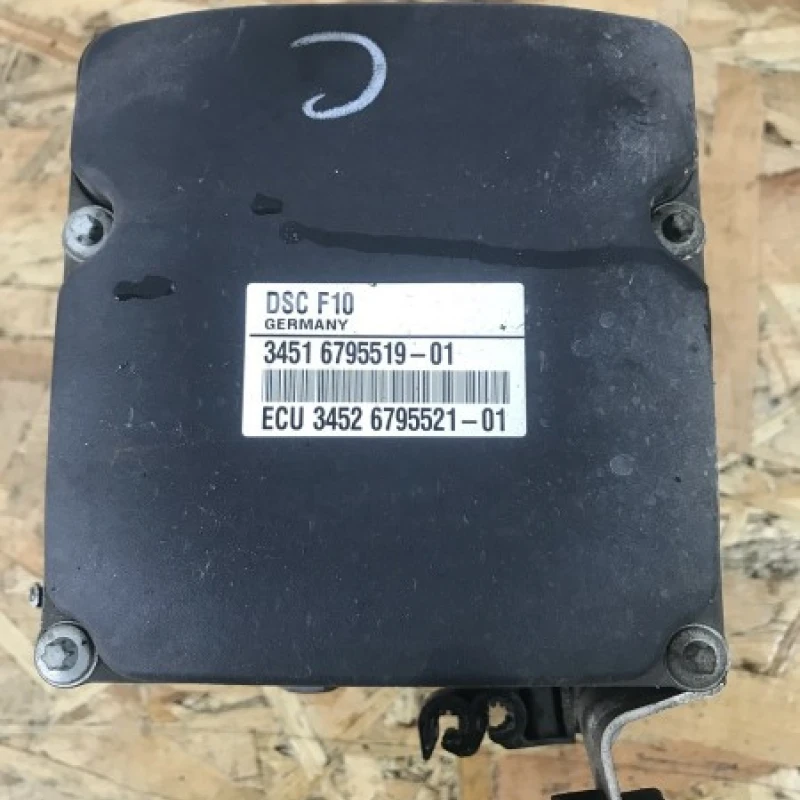 C
DSC F10
GERMANY
3451 6795519-01
ECU 3452 6795521-01